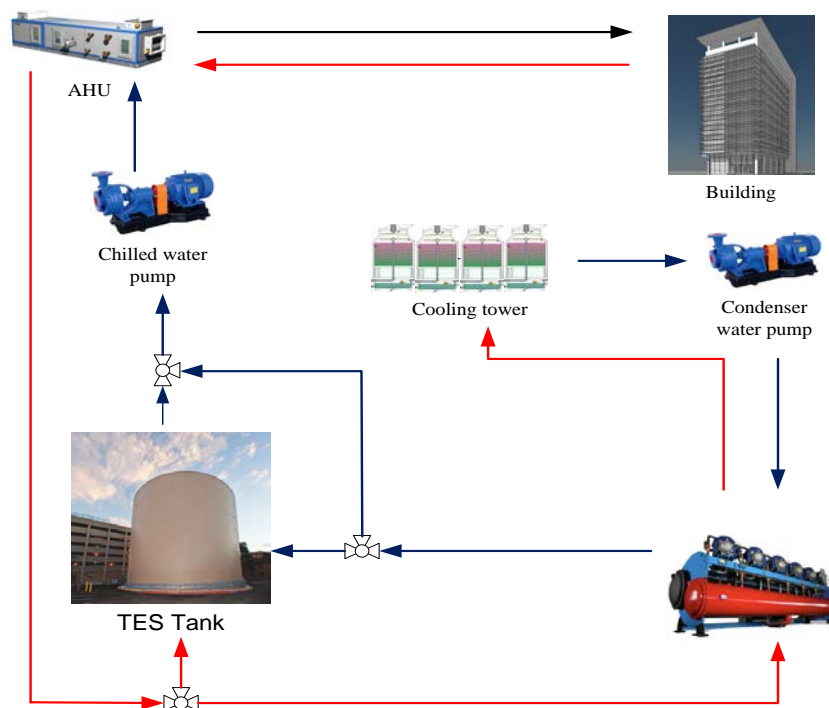 AHU
Building
Chilled water
pump
Cooling tower
Condenser
water pump
TES Tank